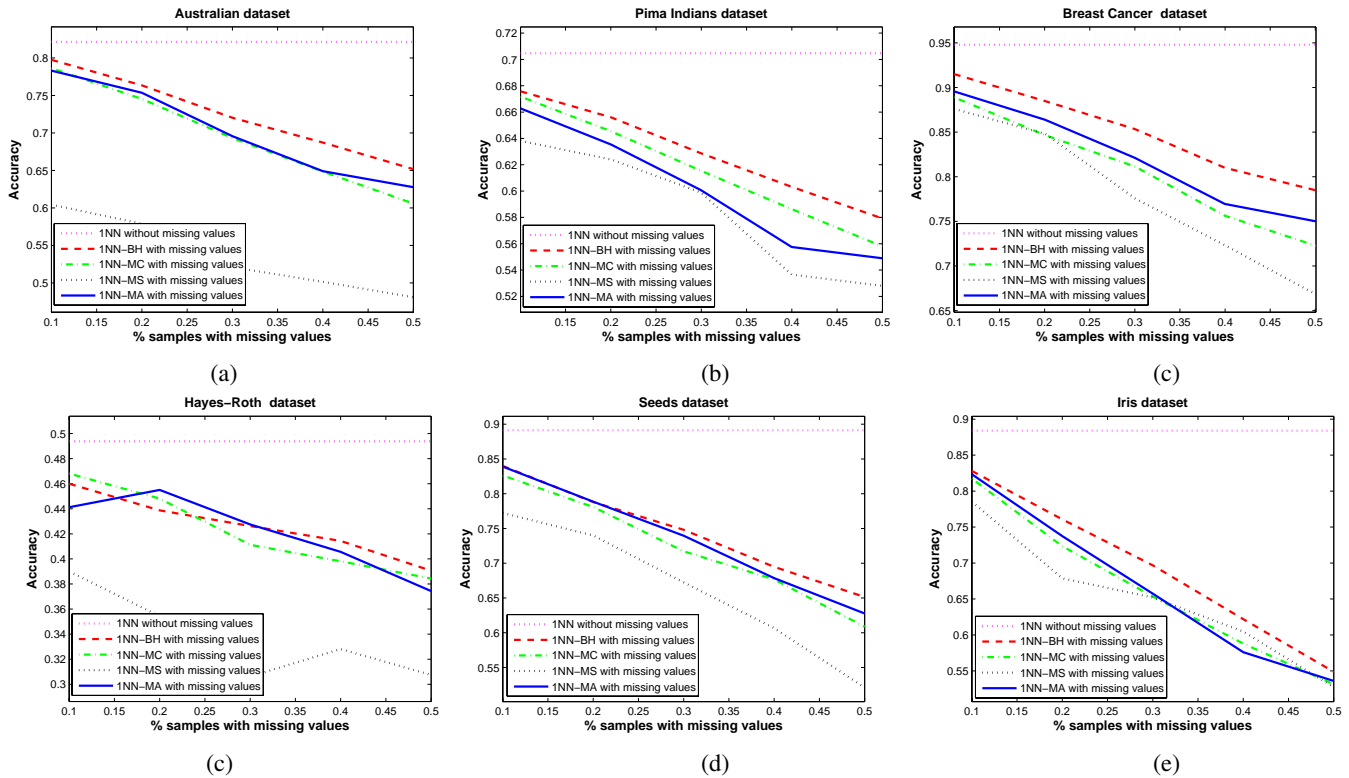 Australian dataset
0.8
0.75
0.7
0.65
0.6
0.55
0.5
Accuracy
1NN without missing values
1NN−BH with missing values
1NN−MC with missing values
1NN−MS with missing values
1NN−MA with missing values
0.1 0.15 0.2 0.25 0.3 0.35 0.4 0.45 0.5
% samples with missing values
(a)
Pima Indians dataset
0.72
0.7
0.68
0.66
0.64
0.62
0.6
0.58
0.56
0.54
0.52
Accuracy
1NN without missing values
1NN−BH with missing values
1NN−MC with missing values
1NN−MS with missing values
1NN−MA with missing values
0.15 0.2 0.25 0.3 0.35 0.4 0.45 0.5
% samples with missing values
(b)
Breast Cancer dataset
0.95
0.9
0.85
0.8
0.75
0.7
0.65
Accuracy
1NN without missing values
1NN−BH with missing values
1NN−MC with missing values
1NN−MS with missing values
1NN−MA with missing values
0.1 0.15 0.2 0.25 0.3 0.35 0.4 0.45 0.5
% samples with missing values
(c)
Hayes−Roth dataset
0.5
0.48
0.46
0.44
0.42
0.4
0.38
0.36
0.34
0.32
0.3
Accuracy
1NN without missing values
1NN−BH with missing values
1NN−MC with missing values
1NN−MS with missing values
1NN−MA with missing values
0.1 0.15 0.2 0.25 0.3 0.35 0.4 0.45 0.5
% samples with missing values
(c)
Seeds dataset
0.9
0.85
0.8
0.75
0.7
0.65
0.6
0.55
Accuracy
1NN without missing values
1NN−BH with missing values
1NN−MC with missing values
1NN−MS with missing values
1NN−MA with missing values
0.1 0.15 0.2 0.25 0.3 0.35 0.4 0.45 0.5
% samples with missing values
(d)
Iris dataset
0.9
0.85
0.8
0.75
0.7
0.65
0.6
0.55
Accuracy
1NN without missing values
1NN−BH with missing values
1NN−MC with missing values
1NN−MS with missing values
1NN−MA with missing values
0.1 0.15 0.2 0.25 0.3 0.35 0.4 0.45 0.5
% samples with missing values
(e)